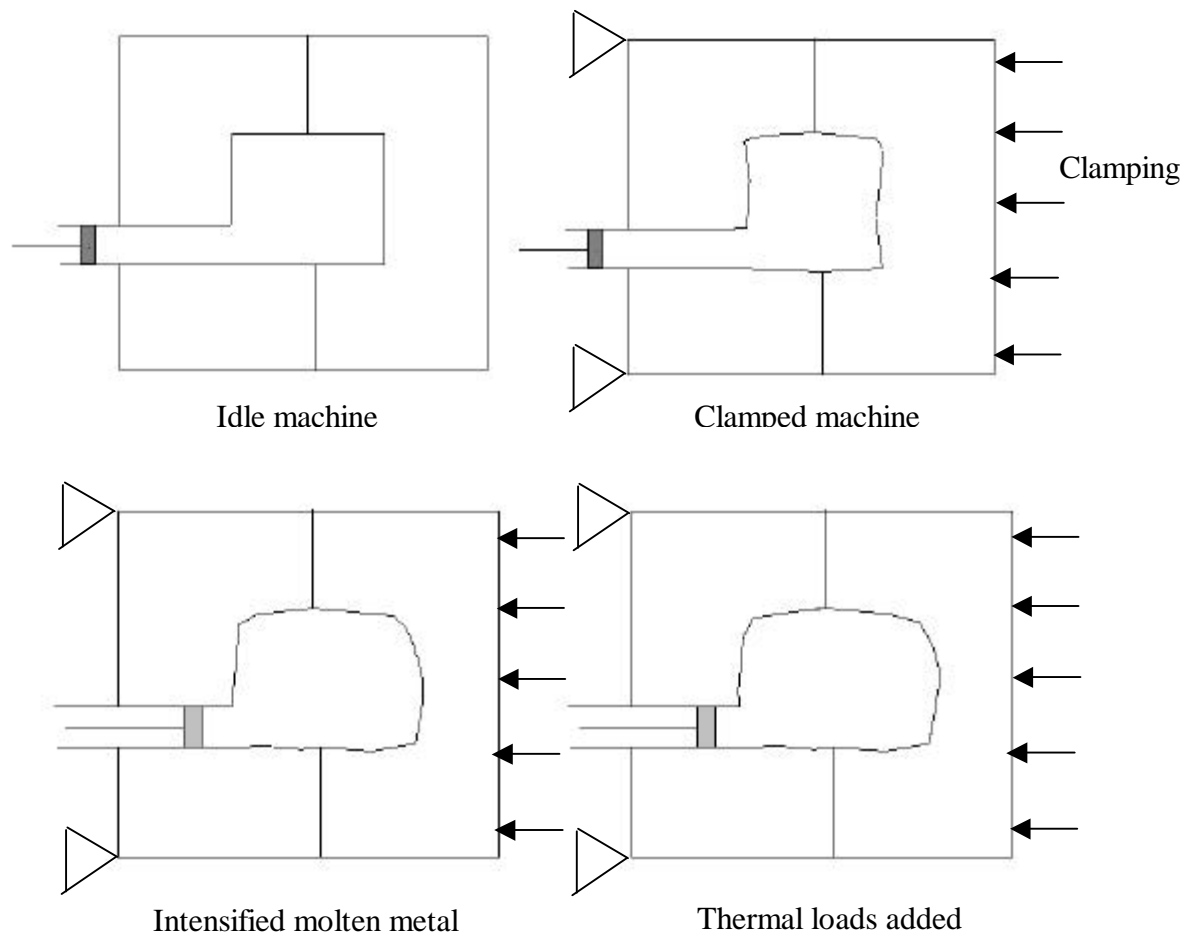 Clamping
Idle machine
Clamped machine
Intensified molten metal
Thermal loads added